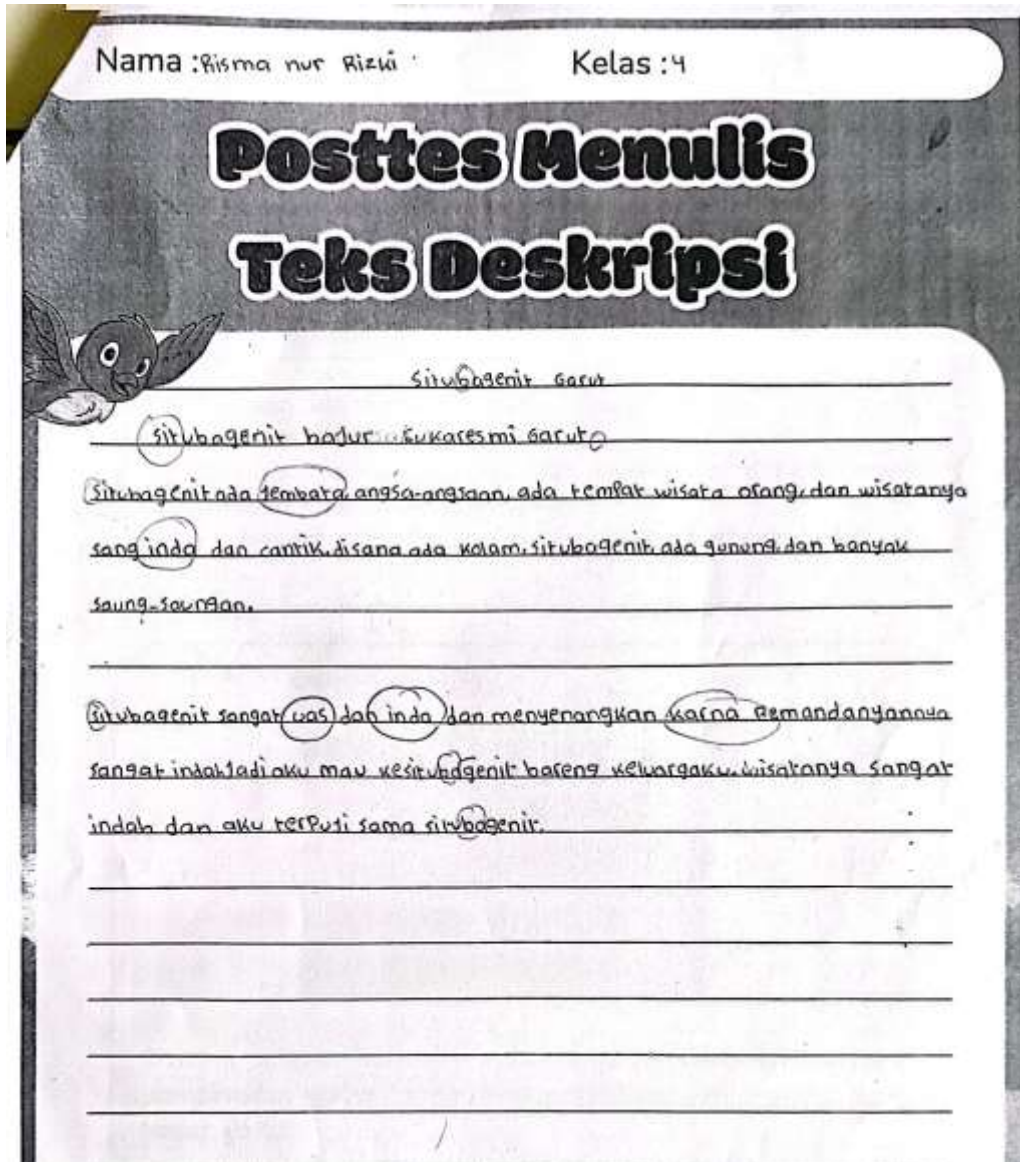 Nama : Risma nur Rizki
Kelas : 4
Posttes Menulis
Teks Deskripsi
situbagenit Garut
situbagenit bajur sukaresmi Garut
situbagenit ada jembata angsa-angsaan, ada tempat wisata orang, dan wisatanya
sang inda dan cantik. disana ada kolam. situbagenit ada gunung, dan banyak
saung-saungan.
situbagenit sangat uas dan inda dan menyenangkan karna pemandanyannya
sangat indah Jadi aku mau kesitubagenit bareng keluargaku. wisatanya sangat
indah dan aku terpuji sama situbagenit.